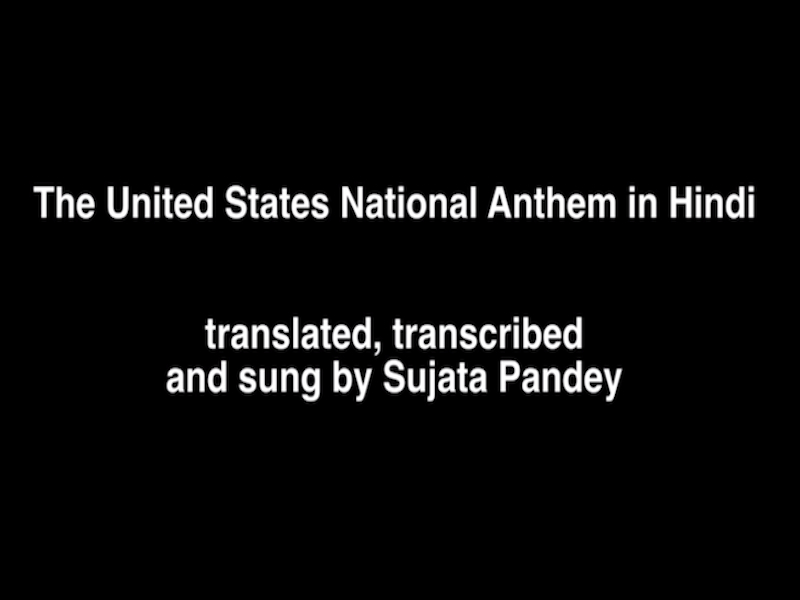 The United States National Anthem in Hindi
translated, transcribed
and sung by Sujata Pandey